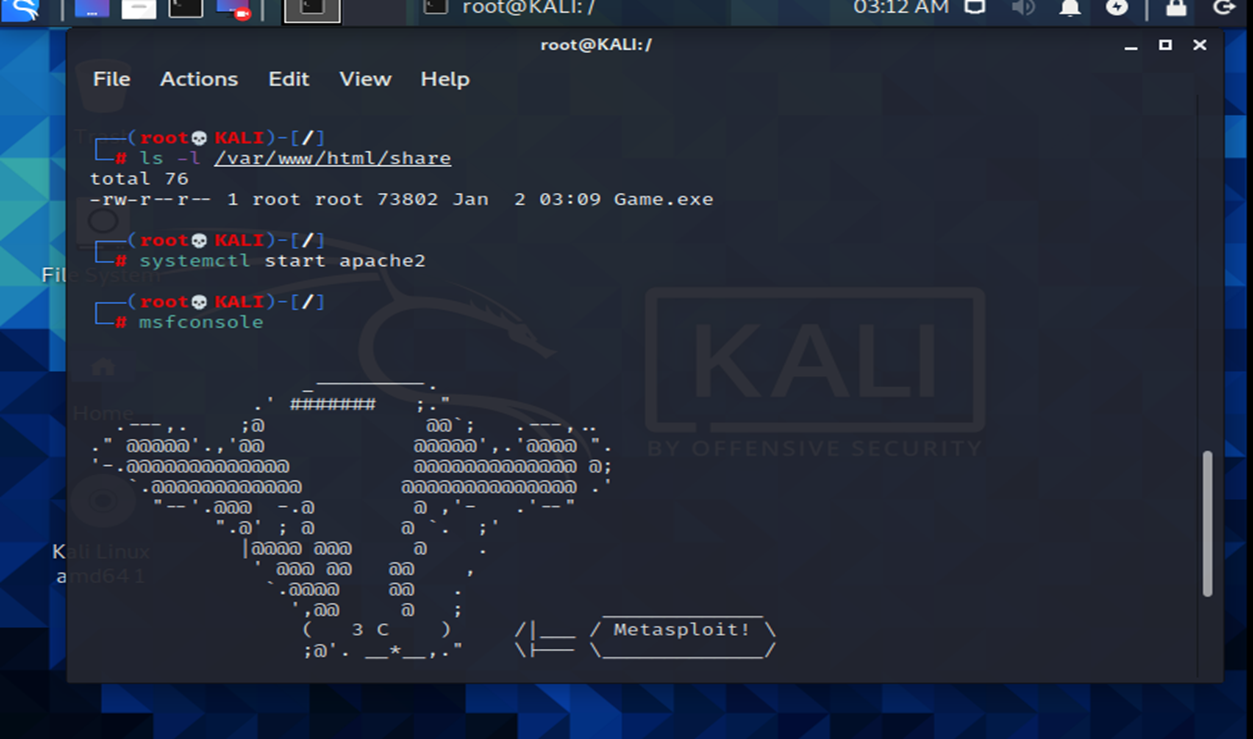 root@KALI: /
03:12 AM
root@KALI:/
File Actions Edit View Help
Trash
┌──(root💀KALI)-[/]
└─# ls -l /var/www/html/share
total 76
-rw-r--r-- 1 root root 73802 Jan  2 03:09 Game.exe
┌──(root💀KALI)-[/]
└─# systemctl start apache2
File System
┌──(root💀KALI)-[/]
└─# msfconsole
#######
KALI
BY OFFENSIVE SECURITY
Home
Kali Linux
amd64 1
( 3 C )
Metasploit!